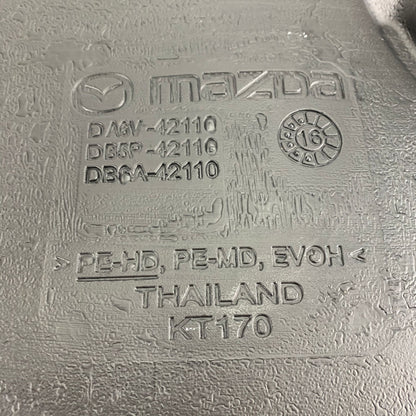 mazda
DA6V-42110
DB5P-42110
DB6A-42110
16
> PE-HD, PE-MD, EVOH <
THAILAND
KT170